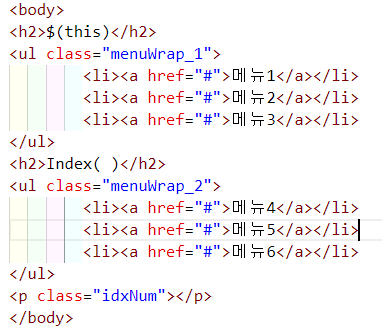 <body>
<h2>$(this)</h2>
<ul class="menuWrap_1">
<li><a href="#">메뉴1</a></li>
<li><a href="#">메뉴2</a></li>
<li><a href="#">메뉴3</a></li>
</ul>
<h2>Index( )</h2>
<ul class="menuWrap_2">
<li><a href="#">메뉴4</a></li>
<li><a href="#">메뉴5</a></li>
<li><a href="#">메뉴6</a></li>
</ul>
<p class="idxNum"></p>
</body>